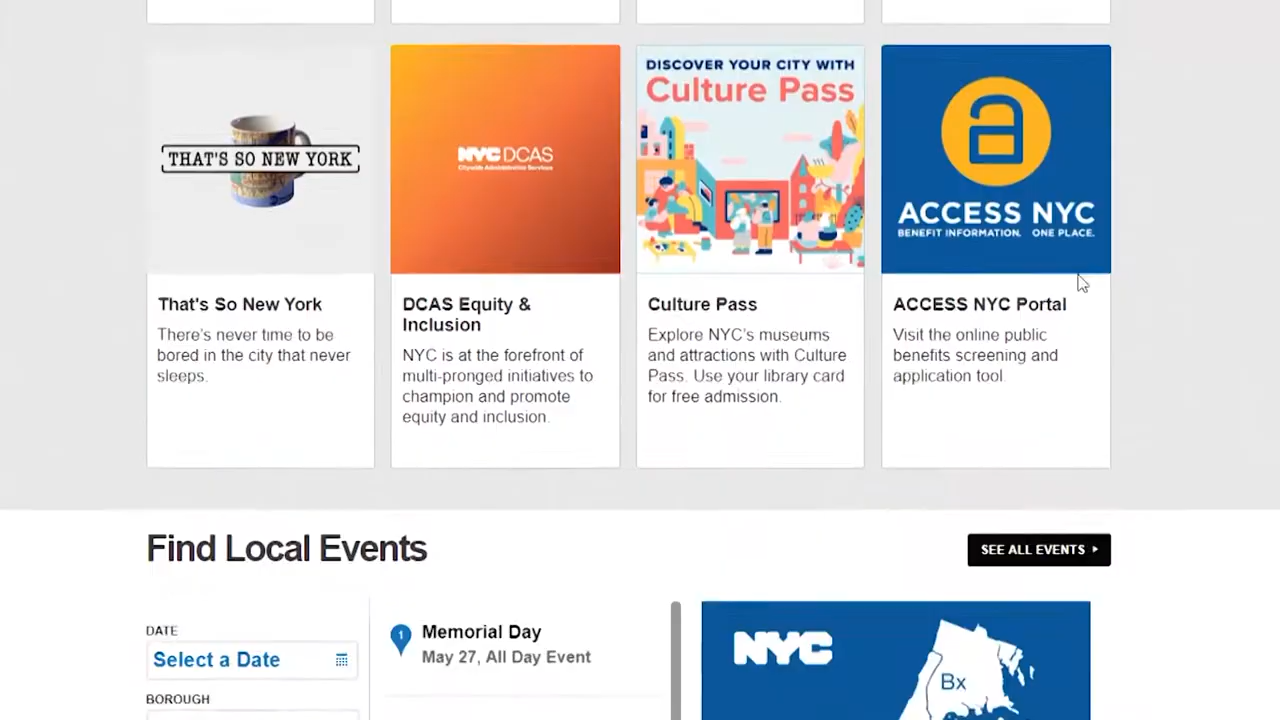 THAT'S SO NEW YORK
NYC DCAS
Citywide Administrative Services
DISCOVER YOUR CITY WITH
Culture Pass
a
ACCESS NYC
BENEFIT INFORMATION. ONE PLACE.
That's So New York
There's never time to be
bored in the city that never
sleeps.
DCAS Equity &
Inclusion
NYC is at the forefront of
multi-pronged initiatives to
champion and promote
equity and inclusion.
Culture Pass
Explore NYC's museums
and attractions with Culture
Pass. Use your library card
for free admission.
ACCESS NYC Portal
Visit the online public
benefits screening and
application tool.
Find Local Events
SEE ALL EVENTS
DATE
Select a Date
BOROUGH
1
Memorial Day
May 27, All Day Event
NYC
Bx